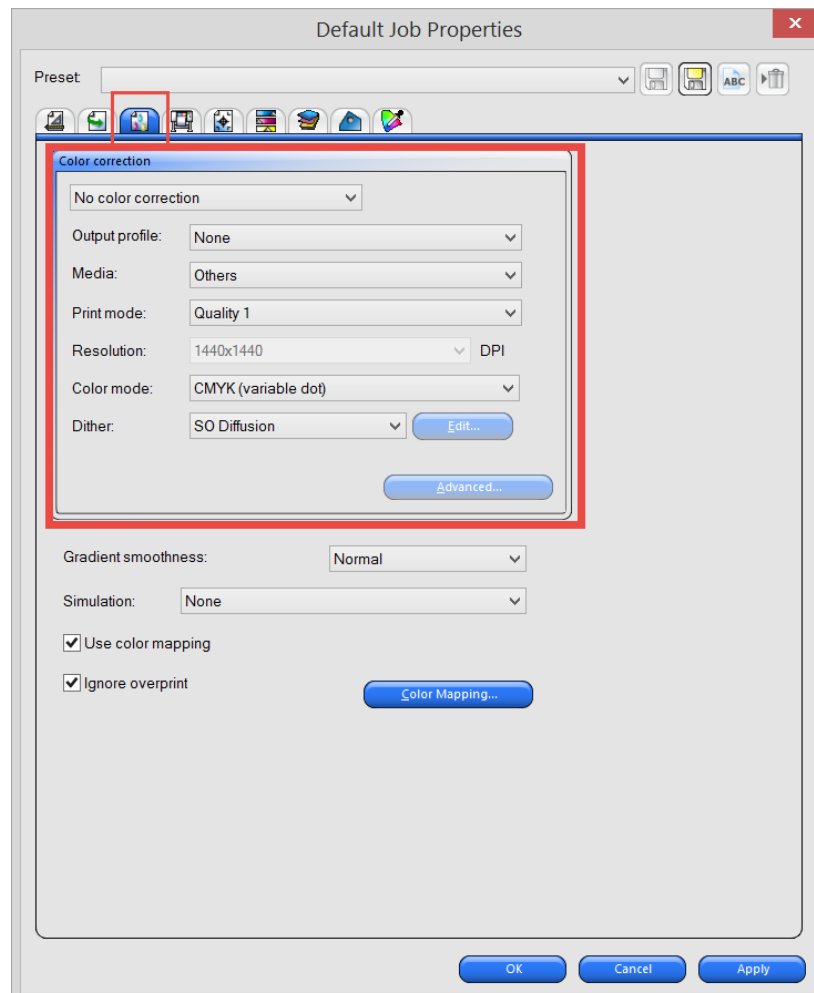 Default Job Properties
Preset
ABC
Color correction
No color correction
Output profile: None
Media: Others
Print mode: Quality 1
Resolution: 1440x1440 DPI
Color mode: CMYK (variable dot)
Dither: SO Diffusion Edit...
Advanced...
Gradient smoothness: Normal
Simulation: None
Use color mapping
Ignore overprint
Color Mapping...
OK Cancel Apply